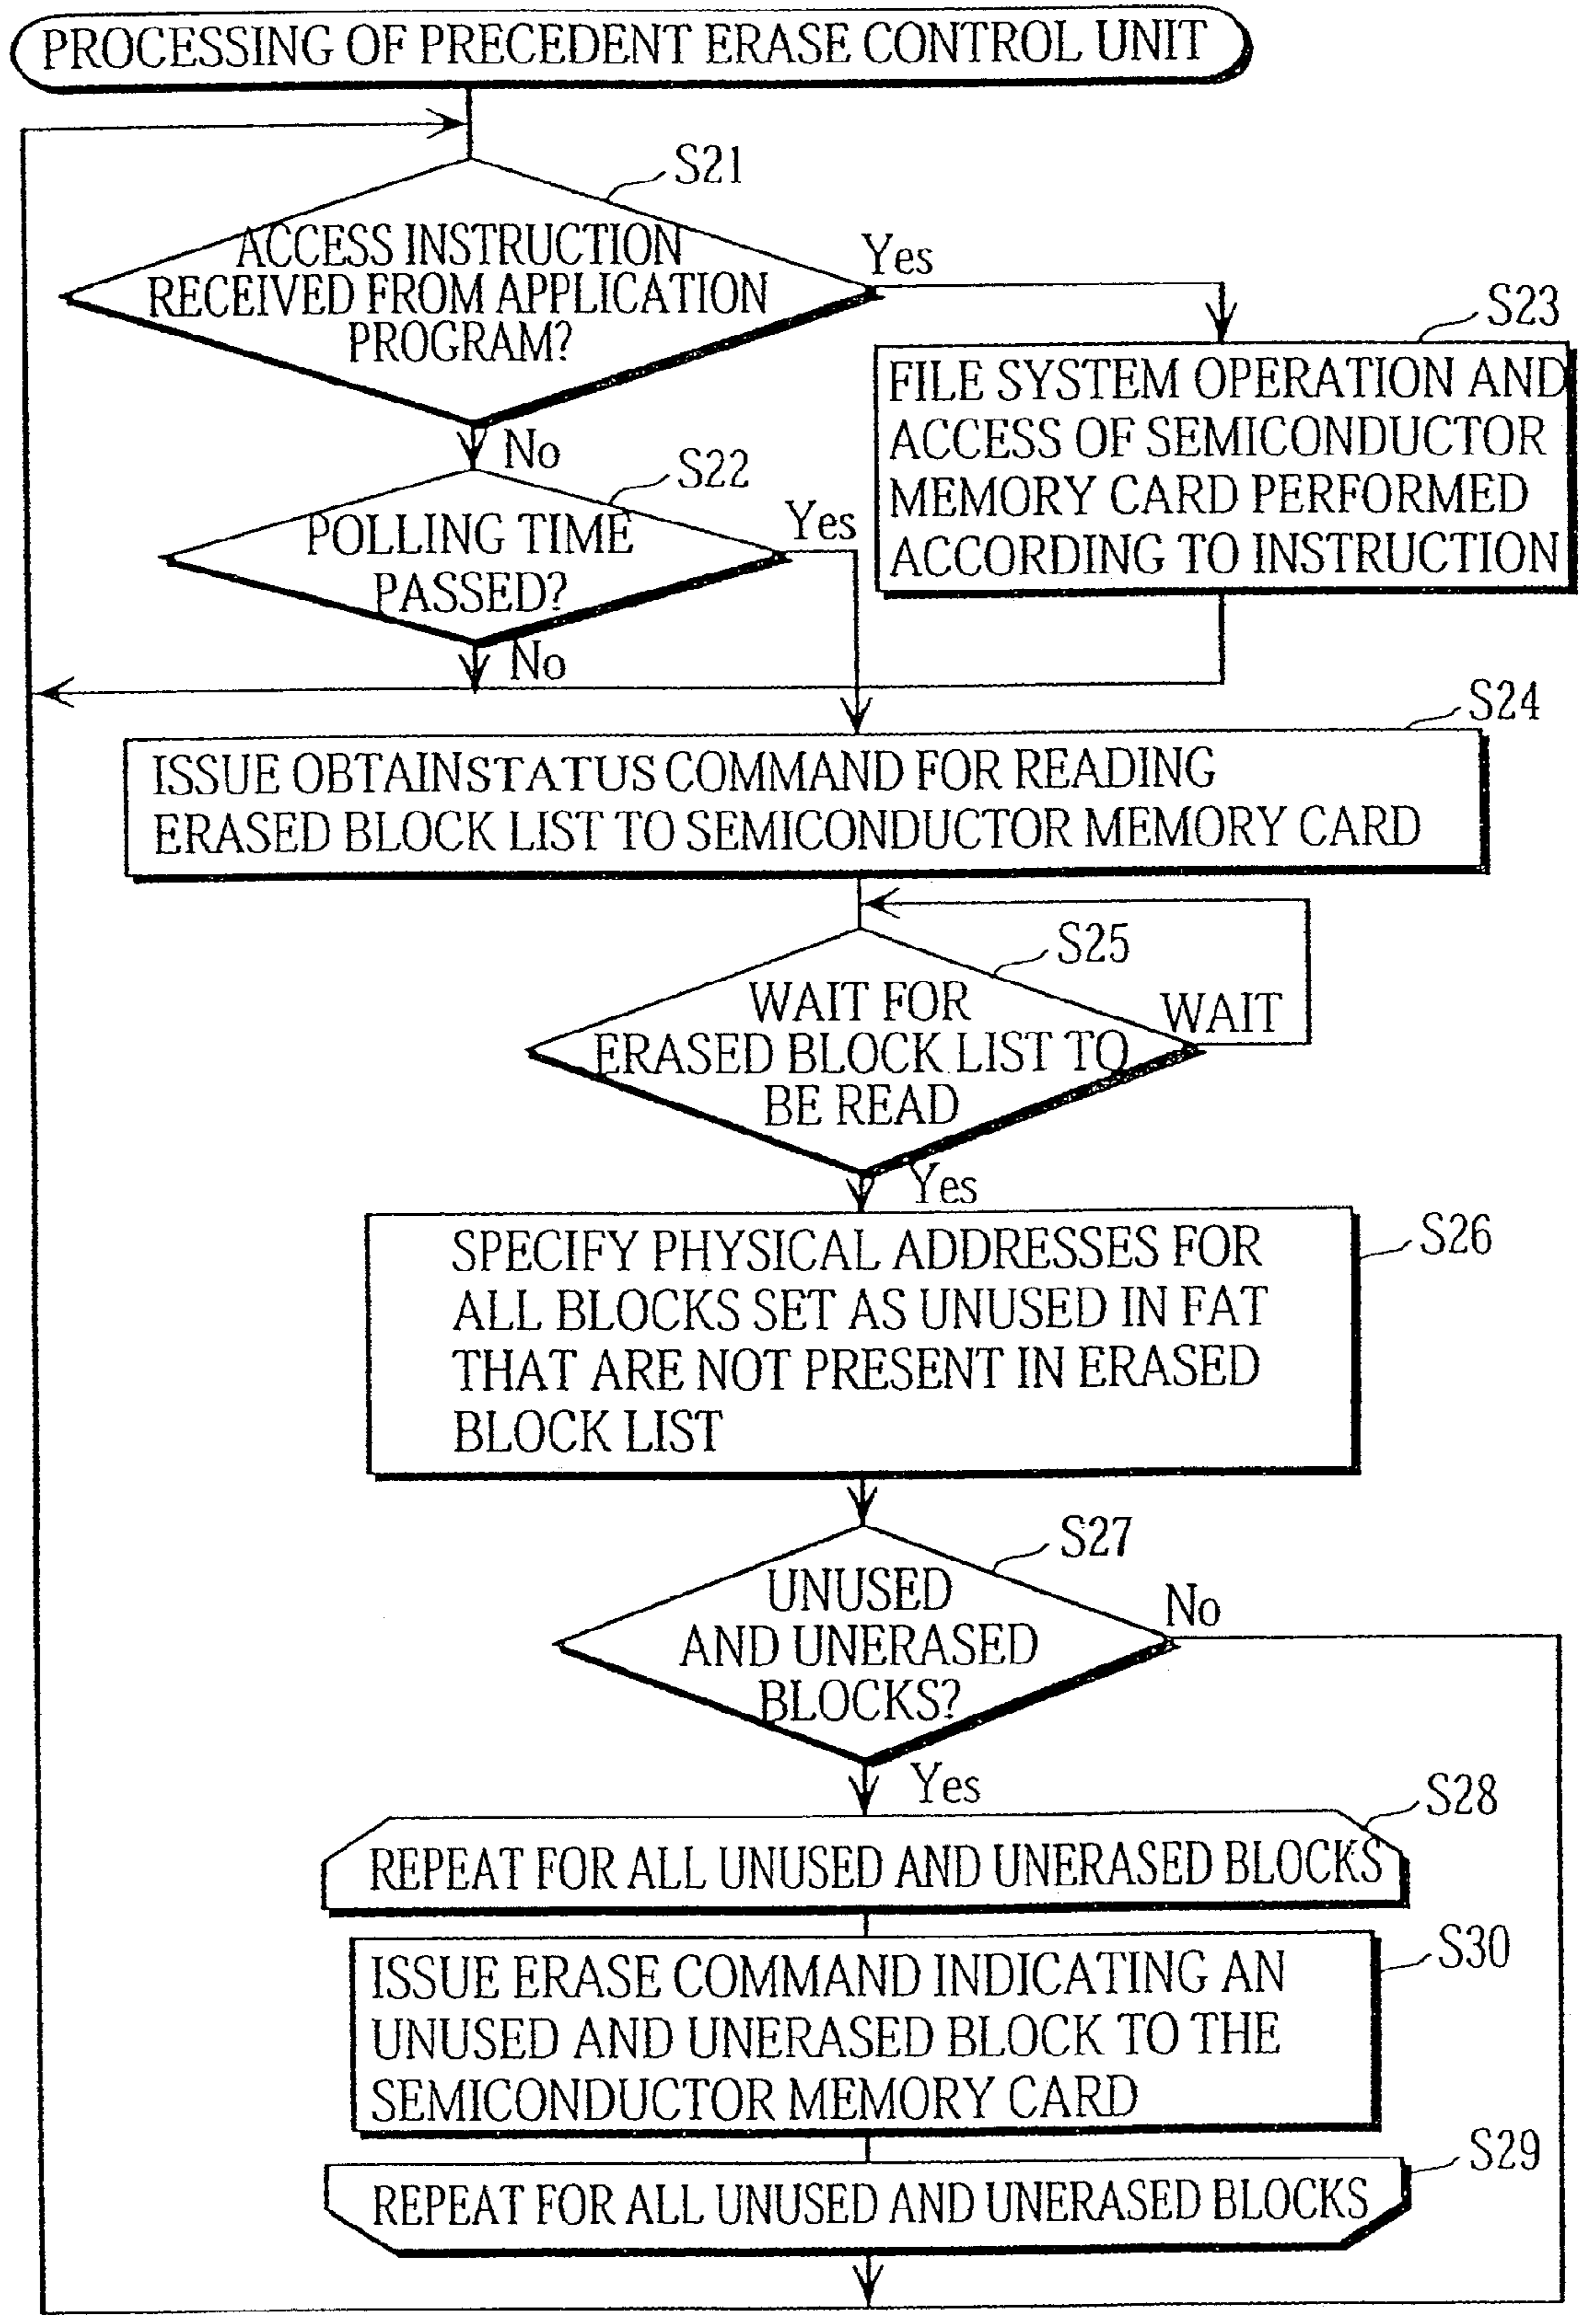 PROCESSING OF PRECEDENT ERASE CONTROL UNIT
S21
ACCESS INSTRUCTION
RECEIVED FROM APPLICATION
PROGRAM?
Yes
No
S23
FILE SYSTEM OPERATION AND
ACCESS OF SEMICONDUCTOR
MEMORY CARD PERFORMED
ACCORDING TO INSTRUCTION
S22
POLLING TIME
PASSED?
Yes
No
S24
ISSUE OBTAINSTATUS COMMAND FOR READING
ERASED BLOCK LIST TO SEMICONDUCTOR MEMORY CARD
S25
WAIT FOR
ERASED BLOCK LIST TO
BE READ
WAIT
Yes
S26
SPECIFY PHYSICAL ADDRESSES FOR
ALL BLOCKS SET AS UNUSED IN FAT
THAT ARE NOT PRESENT IN ERASED
BLOCK LIST
S27
UNUSED
AND UNERASED
BLOCKS?
No
Yes
S28
REPEAT FOR ALL UNUSED AND UNERASED BLOCKS
S30
ISSUE ERASE COMMAND INDICATING AN
UNUSED AND UNERASED BLOCK TO THE
SEMICONDUCTOR MEMORY CARD
S29
REPEAT FOR ALL UNUSED AND UNERASED BLOCKS